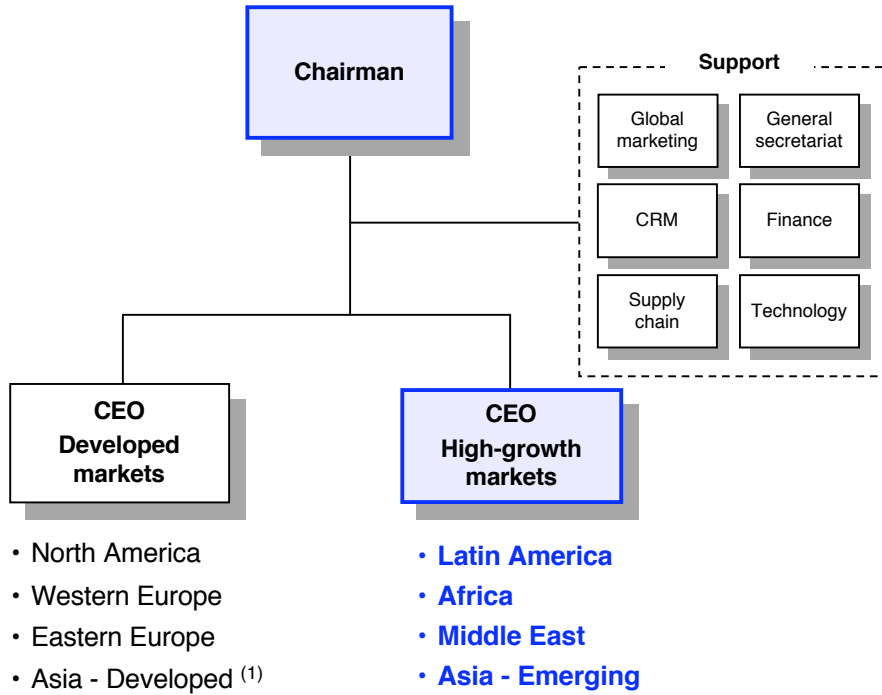 Chairman
Support
Global
marketing
General
secretariat
CRM
Finance
Supply
chain
Technology
CEO
Developed
markets
CEO
High-growth
markets
• North America
• Western Europe
• Eastern Europe
• Asia - Developed (1)
• Latin America
• Africa
• Middle East
• Asia - Emerging